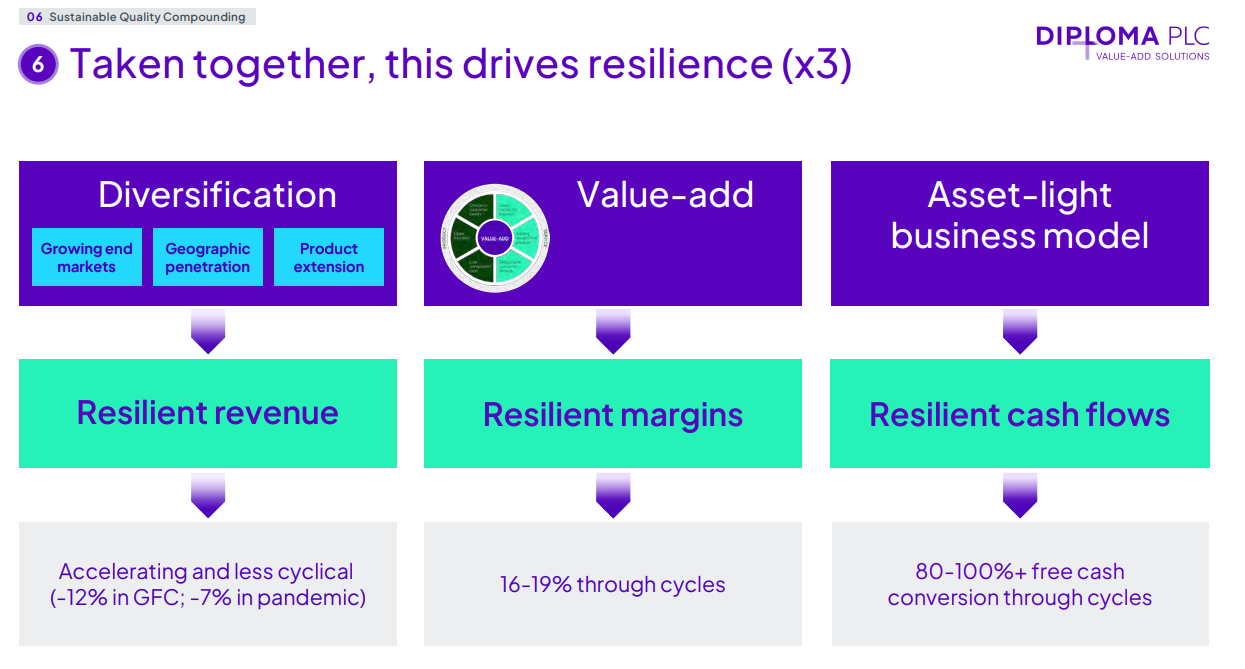 06 Sustainable Quality Compounding
6 Taken together, this drives resilience (x3)
DIPLOMA PLC
VALUE-ADD SOLUTIONS
Diversification
Growing end
markets
Geographic
penetration
Product
extension
Value-add
PRODUCT
VALUE-ADD
SERVICE
Asset-light
business model
Resilient revenue
Resilient margins
Resilient cash flows
Accelerating and less cyclical
(-12% in GFC; -7% in pandemic)
16-19% through cycles
80-100%+ free cash
conversion through cycles